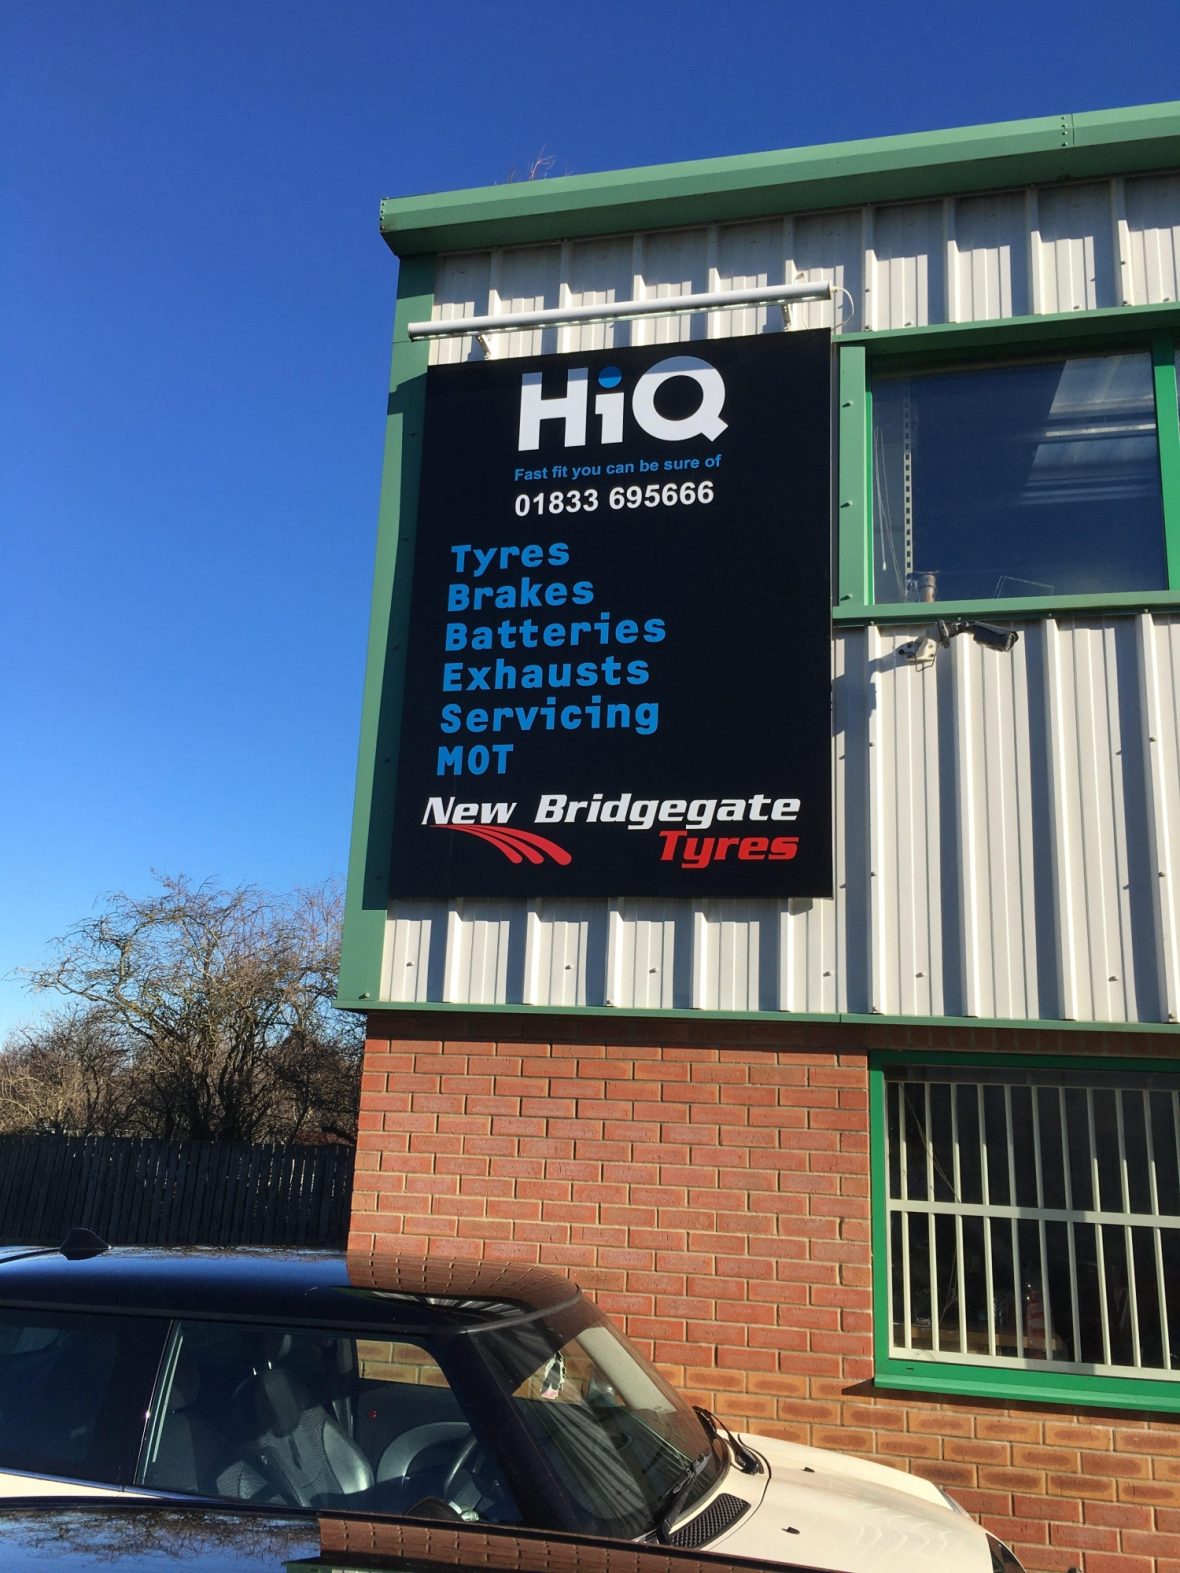 HiQ
Fast fit you can be sure of
01833 695666
Tyres
Brakes
Batteries
Exhausts
Servicing
MOT
New Bridgegate
Tyres